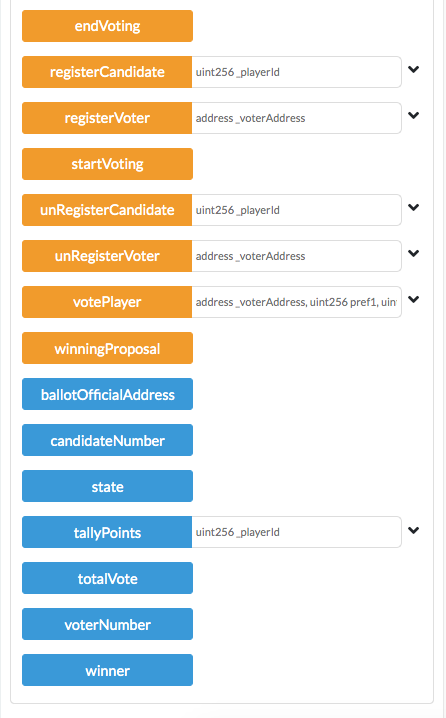 endVoting
registerCandidate uint256 _playerId
registerVoter address _voterAddress
startVoting
unRegisterCandidate uint256 _playerId
unRegisterVoter address _voterAddress
votePlayer address _voterAddress, uint256 pref1, uin
winningProposal
ballotOfficialAddress
candidateNumber
state
tallyPoints uint256 _playerId
totalVote
voterNumber
winner